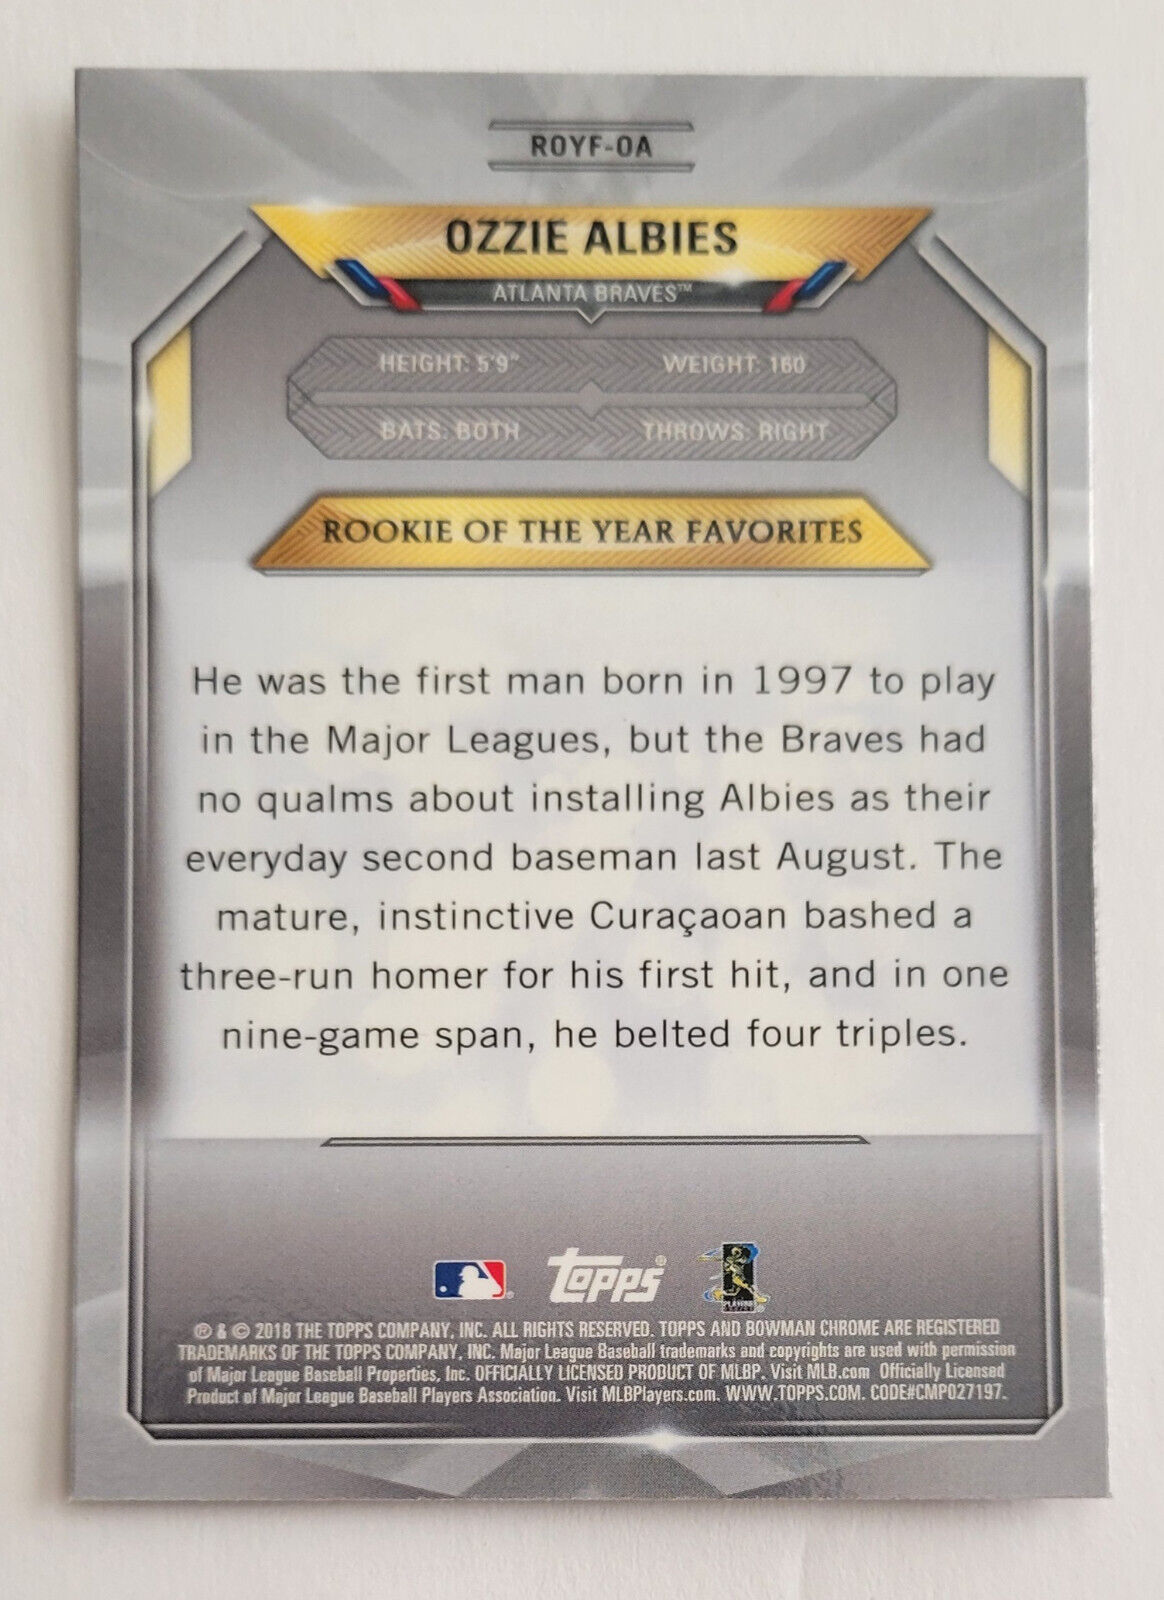 ROYF-OA
OZZIE ALBIES
ATLANTA BRAVES™
HEIGHT: 5'9" WEIGHT: 160
BATS: BOTH THROWS: RIGHT
ROOKIE OF THE YEAR FAVORITES
He was the first man born in 1997 to play
in the Major Leagues, but the Braves had
no qualms about installing Albies as their
everyday second baseman last August. The
mature, instinctive Curaçaoan bashed a
three-run homer for his first hit, and in one
nine-game span, he belted four triples.
topps®
PLAYERS
® & © 2018 THE TOPPS COMPANY, INC. ALL RIGHTS RESERVED. TOPPS AND BOWMAN CHROME ARE REGISTERED
TRADEMARKS OF THE TOPPS COMPANY, INC. Major League Baseball trademarks and copyrights are used with permission
of Major League Baseball Properties, Inc. OFFICIALLY LICENSED PRODUCT OF MLBP. Visit MLB.com Officially Licensed
Product of Major League Baseball Players Association. Visit MLBPlayers.com. WWW.TOPPS.COM. CODE#CMP027197.